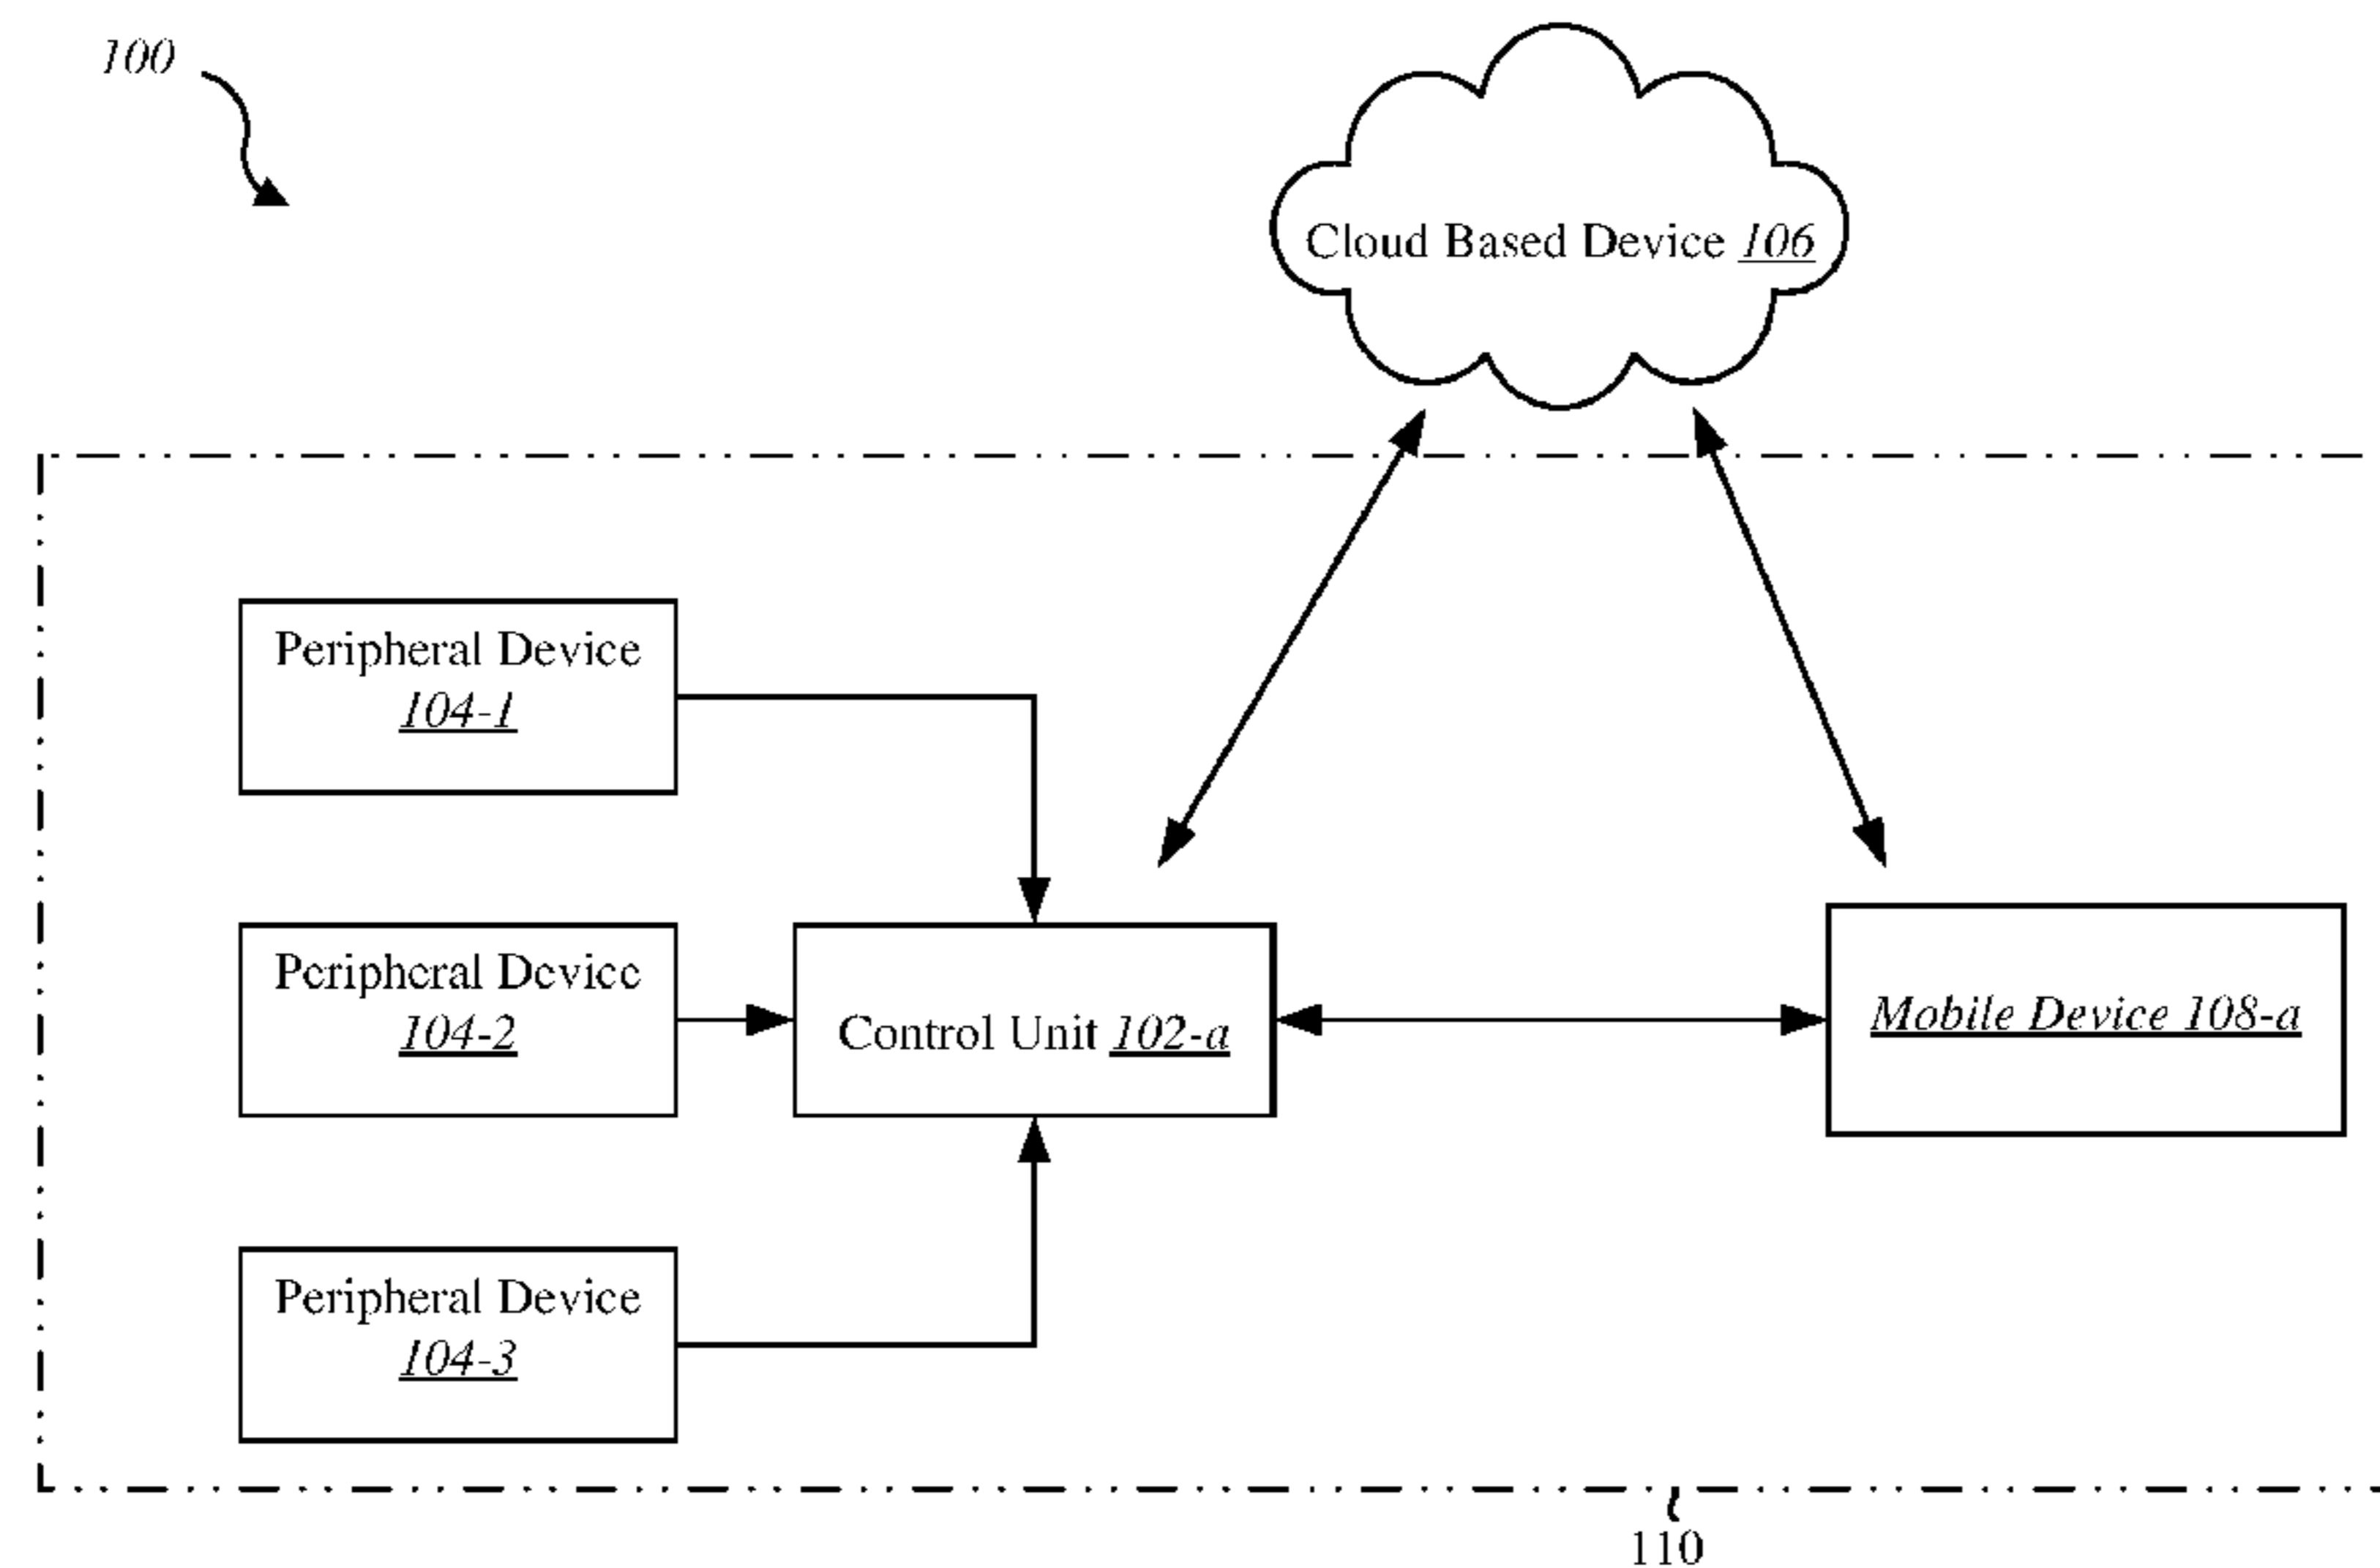 100
Cloud Based Device 106
Peripheral Device
104-1
Peripheral Device
104-2
Control Unit 102-a
Mobile Device 108-a
Peripheral Device
104-3
110